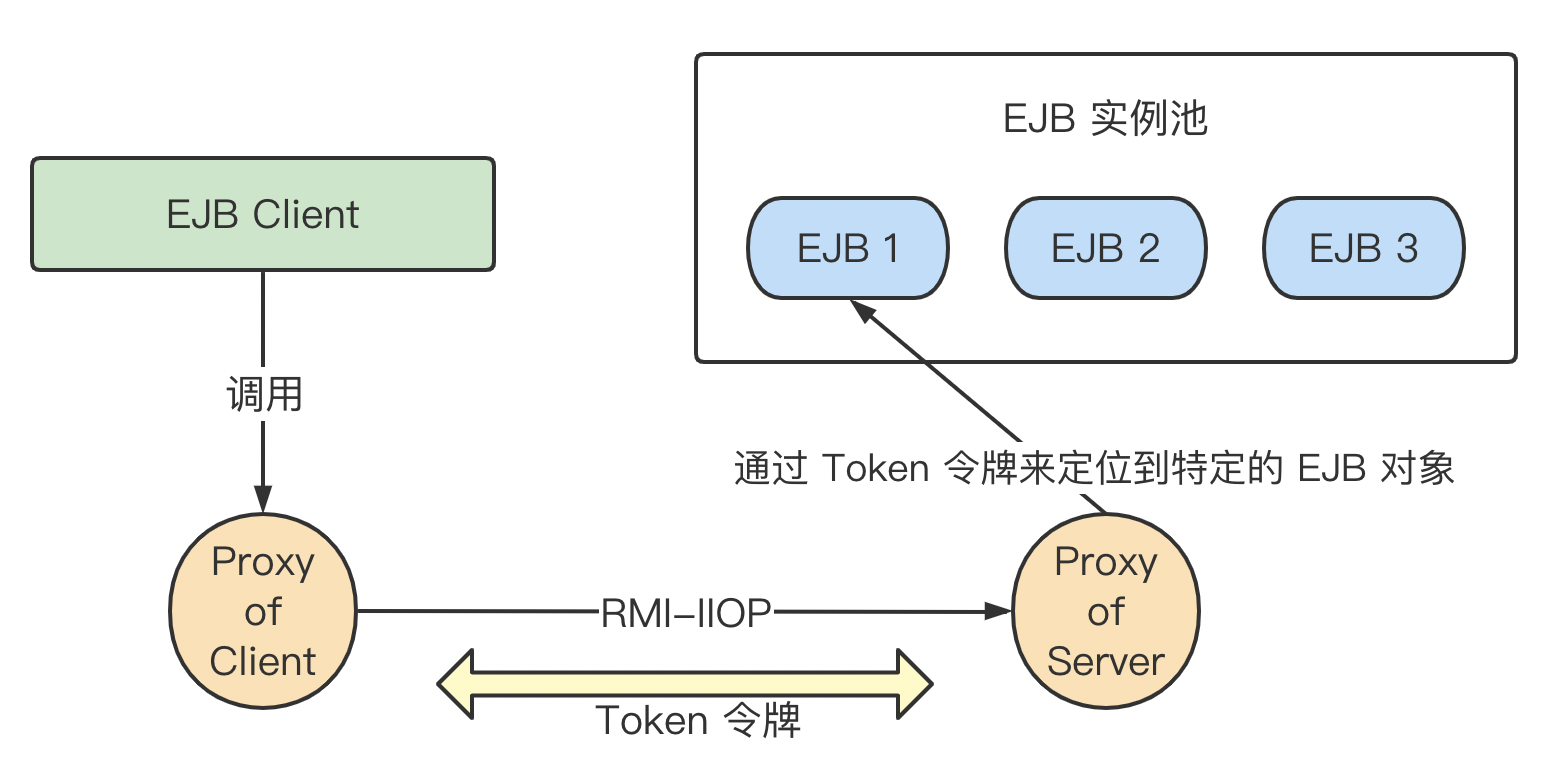 EJB 实例池
EJB Client
EJB 1
EJB 2
EJB 3
调用
通过 Token 令牌来定位到特定的 EJB 对象
Proxy
of
Client
RMI-IIOP
Proxy
of
Server
Token 令牌